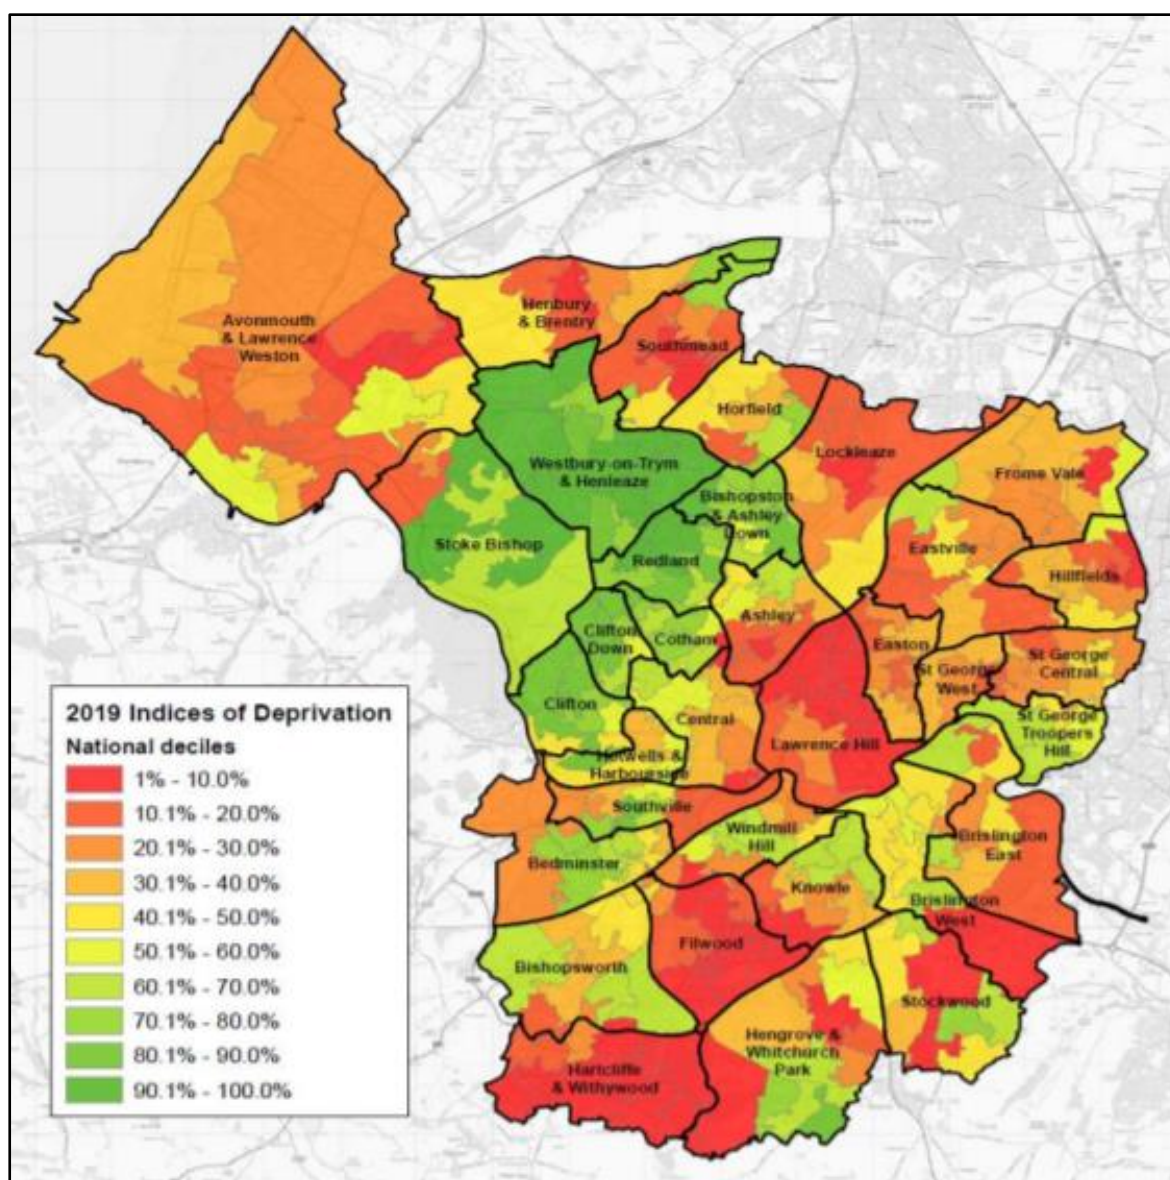 Avonmouth
& Lawrence
Weston
Henbury
& Brentry
Southmead
Horfield
Lockleaze
Westbury-on-Trym
& Henleaze
Bishopston
& Ashley
Down
Frome Vale
Stoke Bishop
Redland
Eastville
Hillfields
Clifton
Down
Cotham
Ashley
Easton
St George
West
St George
Central
Clifton
Central
Lawrence Hill
St George
Troopers
Hill
Hotwells &
Harbourside
Southville
Windmill
Hill
Bedminster
Knowle
Brislington
East
Brislington
West
Filwood
Bishopsworth
Stockwood
Hengrove &
Whitchurch
Park
Hartcliffe
& Withywood
2019 Indices of Deprivation
National deciles
1% - 10.0%
10.1% - 20.0%
20.1% - 30.0%
30.1% - 40.0%
40.1% - 50.0%
50.1% - 60.0%
60.1% - 70.0%
70.1% - 80.0%
80.1% - 90.0%
90.1% - 100.0%